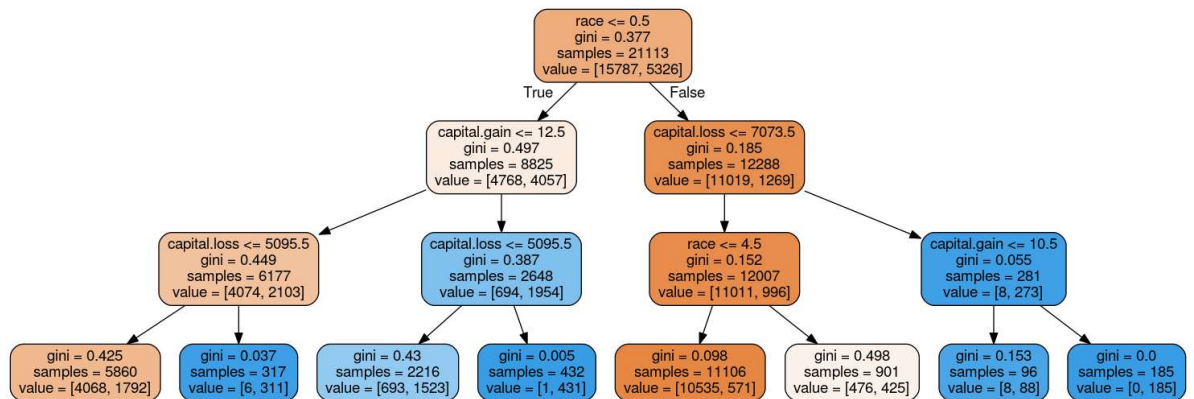 race <= 0.5
gini = 0.377
samples = 21113
value = [15787, 5326]
True
False
capital.gain <= 12.5
gini = 0.497
samples = 8825
value = [4768, 4057]
capital.loss <= 7073.5
gini = 0.185
samples = 12288
value = [11019, 1269]
capital.loss <= 5095.5
gini = 0.449
samples = 6177
value = [4074, 2103]
capital.loss <= 5095.5
gini = 0.387
samples = 2648
value = [694, 1954]
race <= 4.5
gini = 0.152
samples = 12007
value = [11011, 996]
capital.gain <= 10.5
gini = 0.055
samples = 281
value = [8, 273]
gini = 0.425
samples = 5860
value = [4068, 1792]
gini = 0.037
samples = 317
value = [6, 311]
gini = 0.43
samples = 2216
value = [693, 1523]
gini = 0.005
samples = 432
value = [1, 431]
gini = 0.098
samples = 11106
value = [10535, 571]
gini = 0.498
samples = 901
value = [476, 425]
gini = 0.153
samples = 96
value = [8, 88]
gini = 0.0
samples = 185
value = [0, 185]